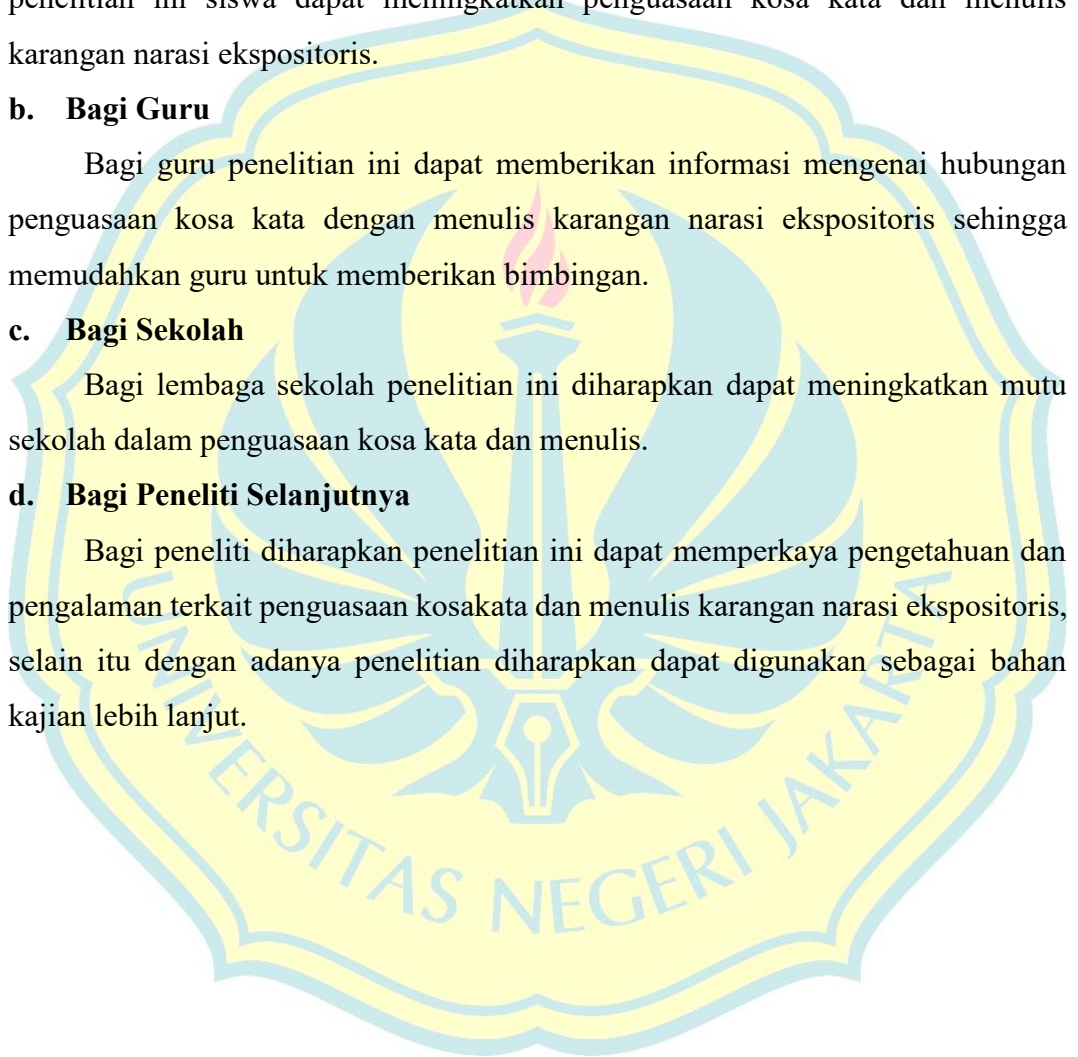 penelitian ini siswa dapat meningkatkan penguasaan kosa kata dan menulis
karangan narasi ekspositoris.
b. Bagi Guru
Bagi guru penelitian ini dapat memberikan informasi mengenai hubungan
penguasaan kosa kata dengan menulis karangan narasi ekspositoris sehingga
memudahkan guru untuk memberikan bimbingan.
c. Bagi Sekolah
Bagi lembaga sekolah penelitian ini diharapkan dapat meningkatkan mutu
sekolah dalam penguasaan kosa kata dan menulis.
d. Bagi Peneliti Selanjutnya
Bagi peneliti diharapkan penelitian ini dapat memperkaya pengetahuan dan
pengalaman terkait penguasaan kosakata dan menulis karangan narasi ekspositoris,
selain itu dengan adanya penelitian diharapkan dapat digunakan sebagai bahan
kajian lebih lanjut.
UNIVERSITAS NEGERI JAKARTA